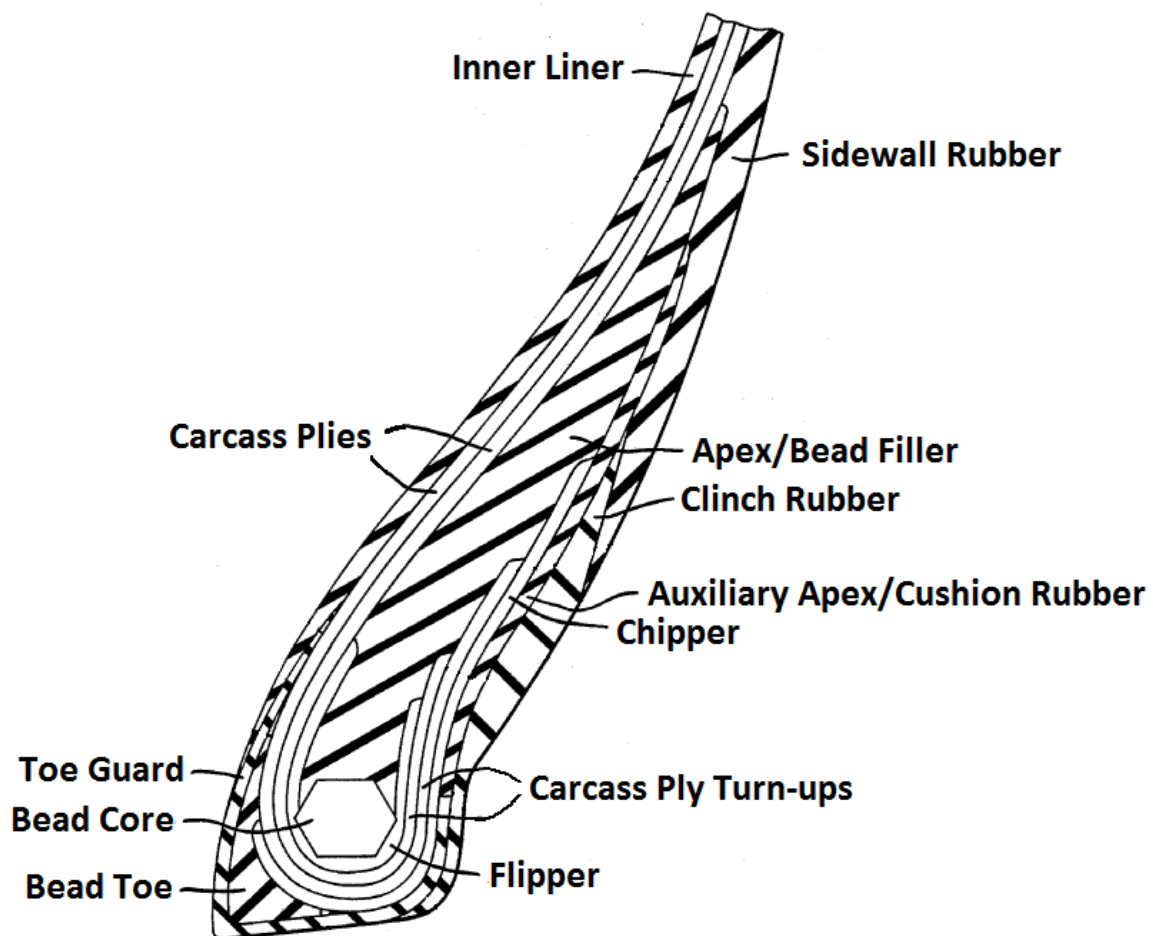 Inner Liner
Sidewall Rubber
Carcass Plies
Apex/Bead Filler
Clinch Rubber
Auxiliary Apex/Cushion Rubber
Chipper
Toe Guard
Carcass Ply Turn-ups
Bead Core
Flipper
Bead Toe